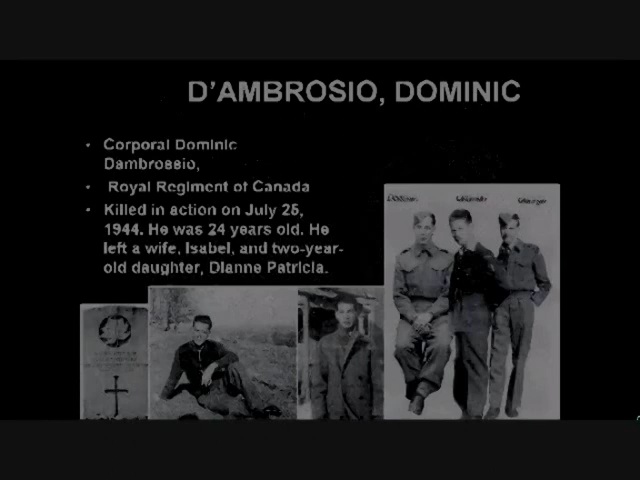 D'AMBROSIO, DOMINIC
• Corporal Dominic
Dambrossio,
• Royal Regiment of Canada
• Killed in action on July 25,
1944. He was 24 years old. He
left a wife, Isabel, and two-year-
old daughter, Dianne Patricia.